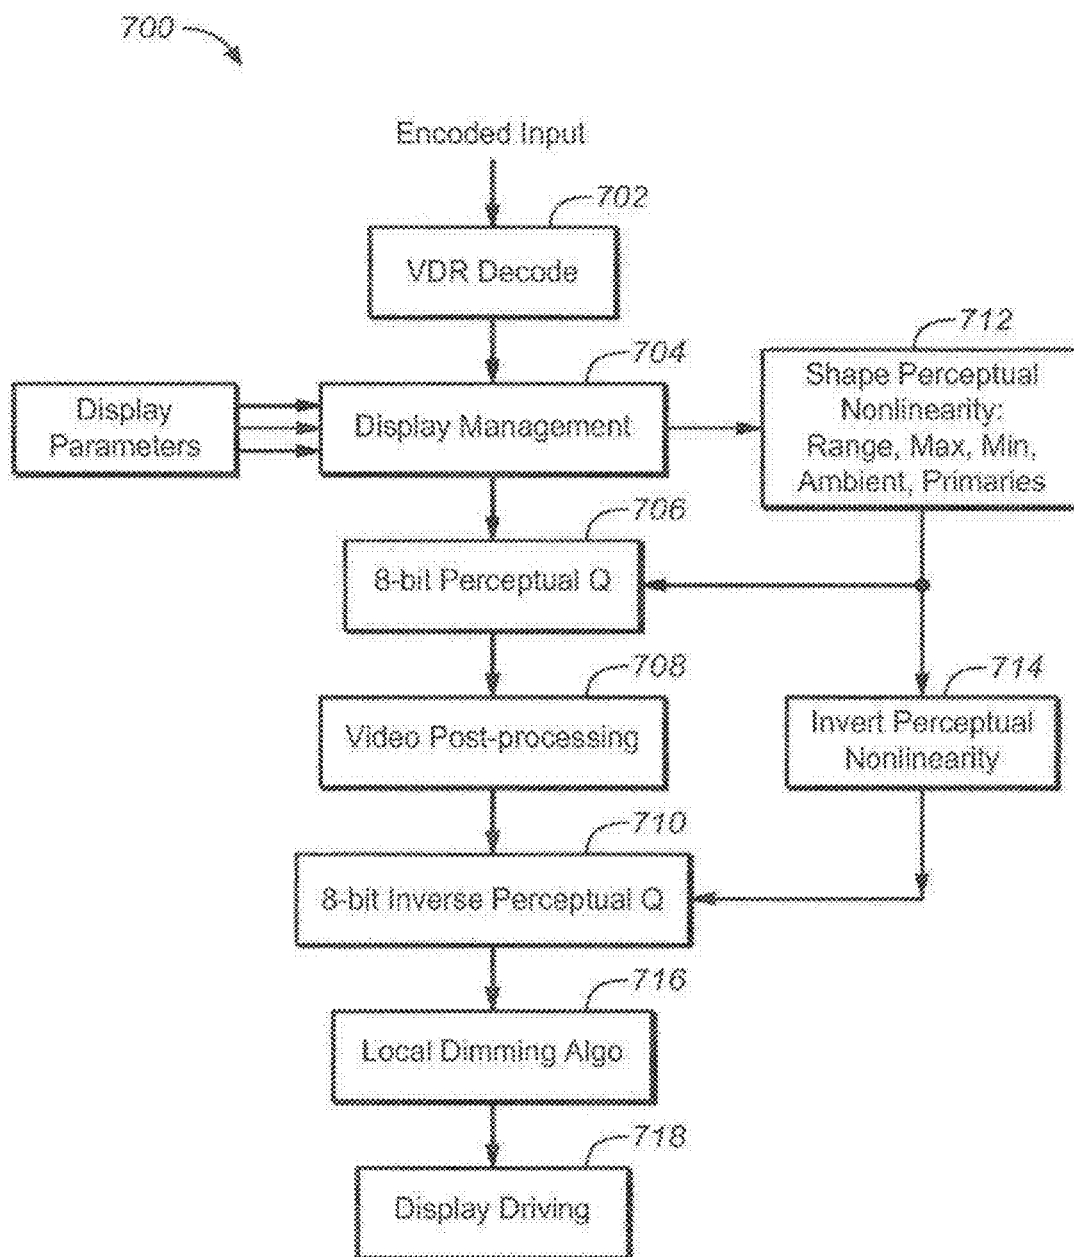 700
Encoded Input
702
VDR Decode
704
712
Display
Parameters
Display Management
Shape Perceptual
Nonlinearity:
Range, Max, Min,
Ambient, Primaries
706
8-bit Perceptual Q
708
Video Post-processing
714
Invert Perceptual
Nonlinearity
710
8-bit Inverse Perceptual Q
716
Local Dimming Algo
718
Display Driving